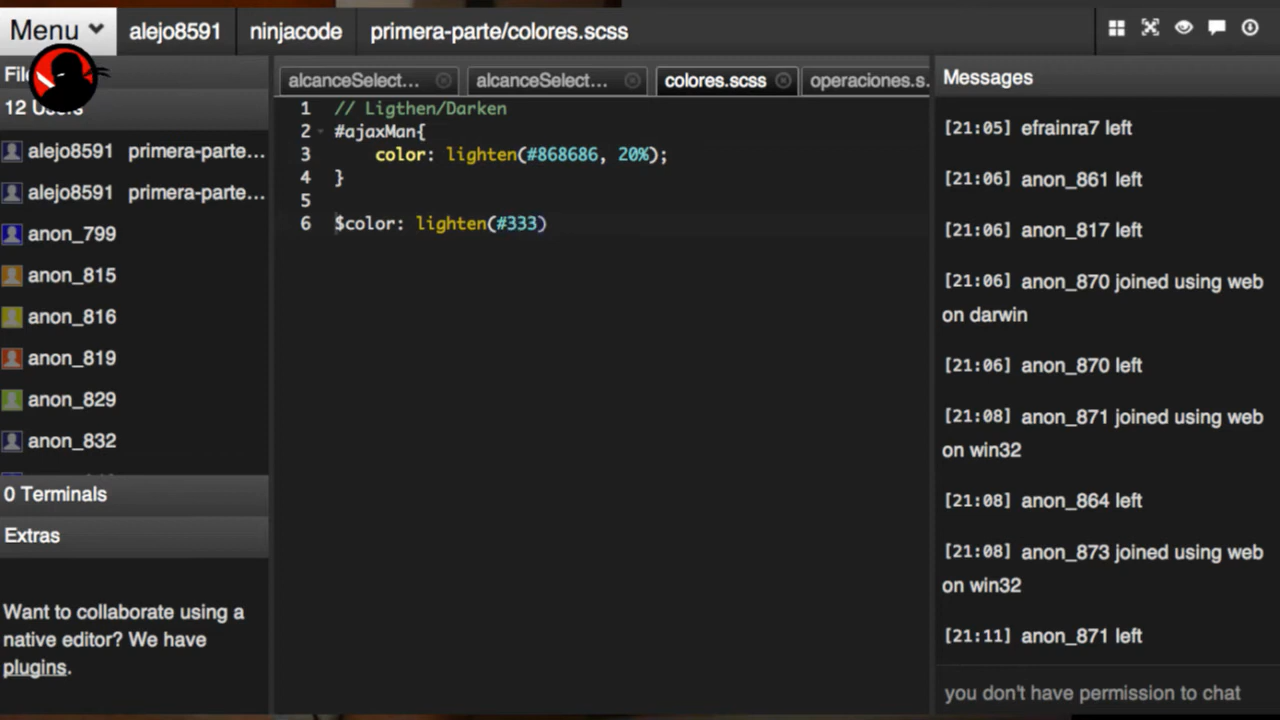 Menu
alejo8591
ninjacode
primera-parte/colores.scss
12 Users
alejo8591 primera-parte...
alejo8591 primera-parte...
anon_799
anon_815
anon_816
anon_819
anon_829
anon_832
0 Terminals
Extras
Want to collaborate using a
native editor? We have
plugins.
alcanceSelect...
alcanceSelect...
colores.scss
operaciones.s.
1 // Ligthen/Darken
2 #ajaxMan{
3 color: lighten(#868686, 20%);
4 }
5
6 $color: lighten(#333)
Messages
[21:05] efrainra7 left
[21:06] anon_861 left
[21:06] anon_817 left
[21:06] anon_870 joined using web
on darwin
[21:06] anon_870 left
[21:08] anon_871 joined using web
on win32
[21:08] anon_864 left
[21:08] anon_873 joined using web
on win32
[21:11] anon_871 left
you don't have permission to chat